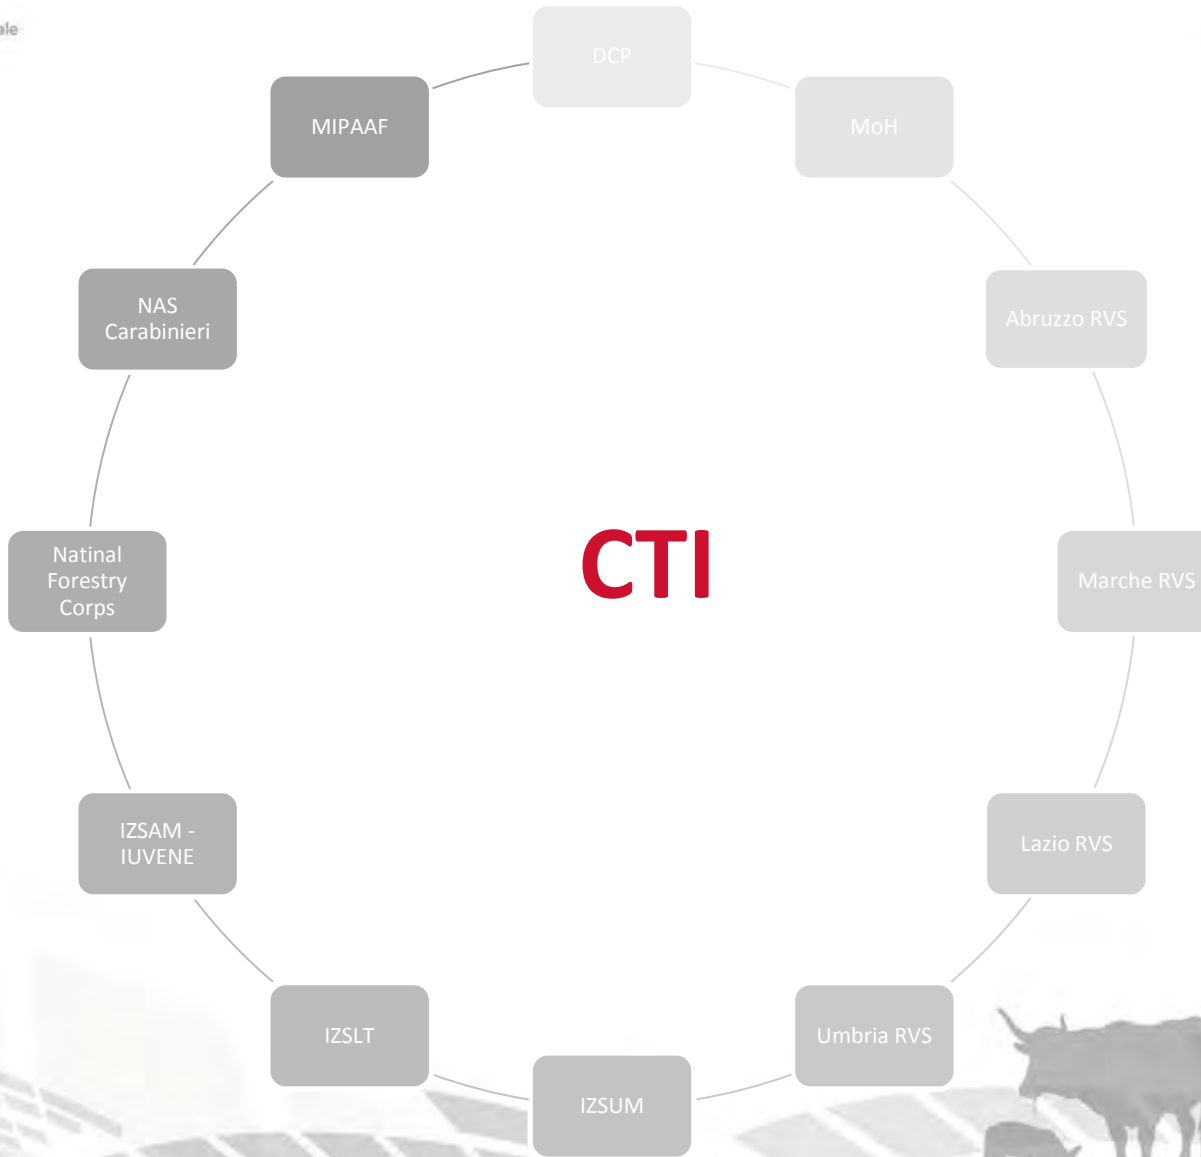 ale
DCP
MIPAAF
MoH
NAS
Carabinieri
Abruzzo RVS
Natinal
Forestry
Corps
CTI
Marche RVS
IZSAM -
IUVENE
Lazio RVS
IZSLT
Umbria RVS
IZSUM